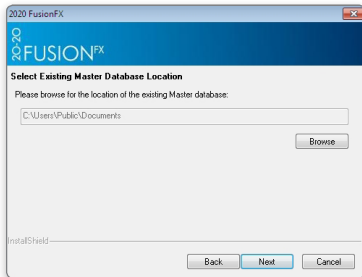 2020 FusionFX
2020
FUSIONFX
Select Existing Master Database Location
Please browse for the location of the existing Master database:
C:\Users\Public\Documents
Browse
InstallShield
Back
Next
Cancel